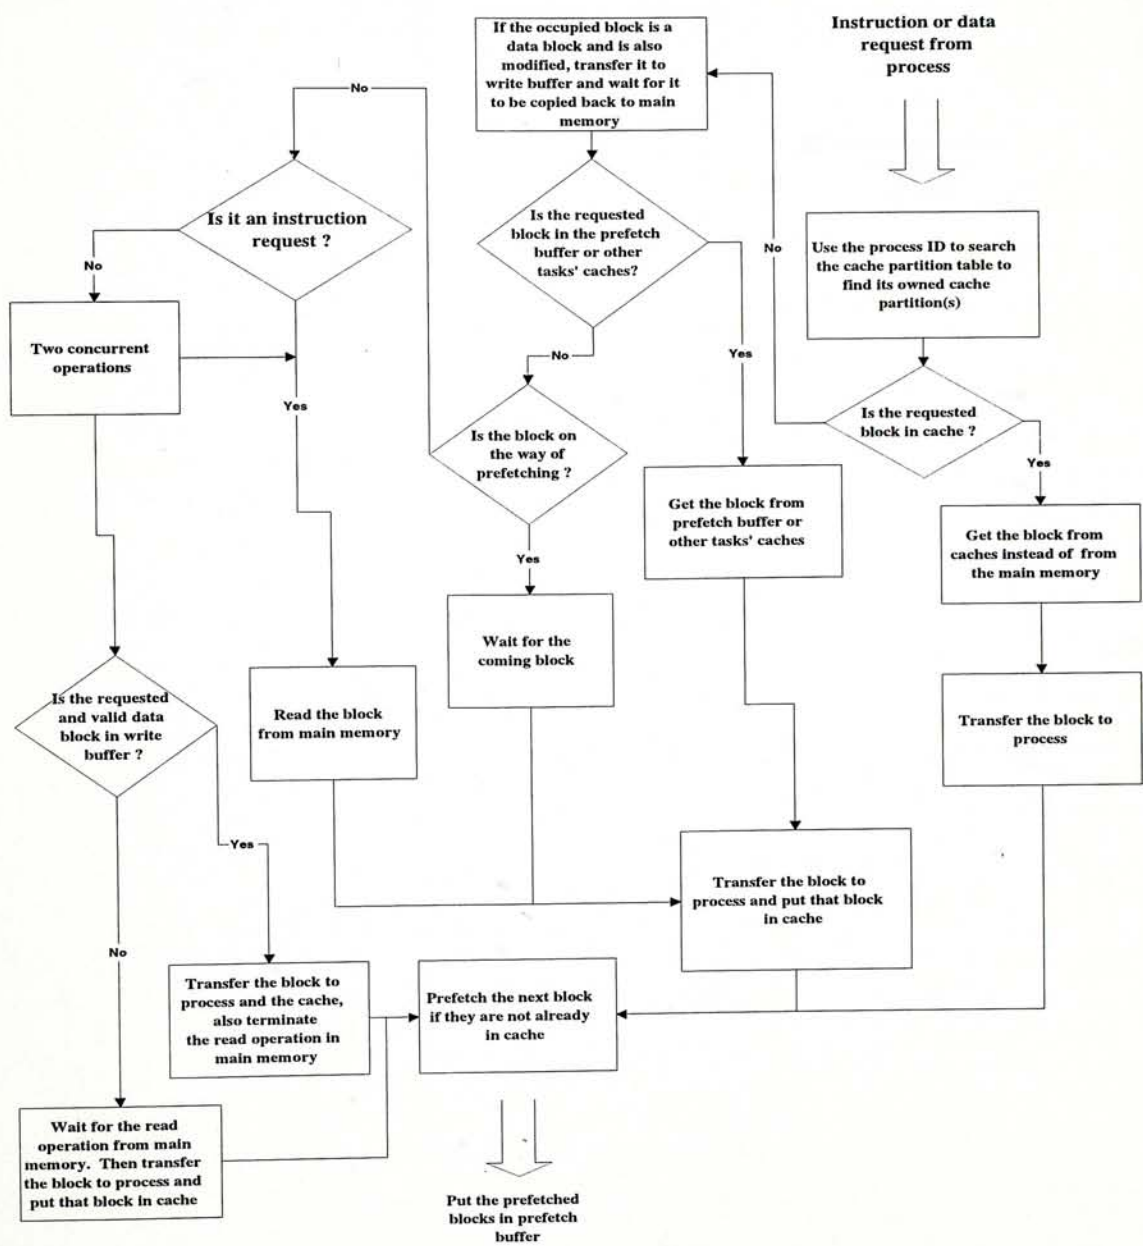 Instruction or data
request from
process
Use the process ID to search
the cache partition table to
find its owned cache
partition(s)
Is the requested
block in cache ?
No
Yes
Get the block from
caches instead of from
the main memory
Transfer the block to
process
If the occupied block is a
data block and is also
modified, transfer it to
write buffer and wait for it
to be copied back to main
memory
Is the requested
block in the prefetch
buffer or other
tasks' caches?
Yes
No
Get the block from
prefetch buffer or
other tasks' caches
Is the block on
the way of
prefetching ?
No
Yes
Wait for the
coming block
Is it an instruction
request ?
No
Yes
Two concurrent
operations
Read the block
from main memory
Is the requested
and valid data
block in write
buffer ?
Yes
No
Transfer the block to
process and put that block
in cache
Transfer the block to
process and the cache,
also terminate
the read operation in
main memory
Wait for the read
operation from main
memory. Then transfer
the block to process and
put that block in cache
Prefetch the next block
if they are not already
in cache
Put the prefetched
blocks in prefetch
buffer